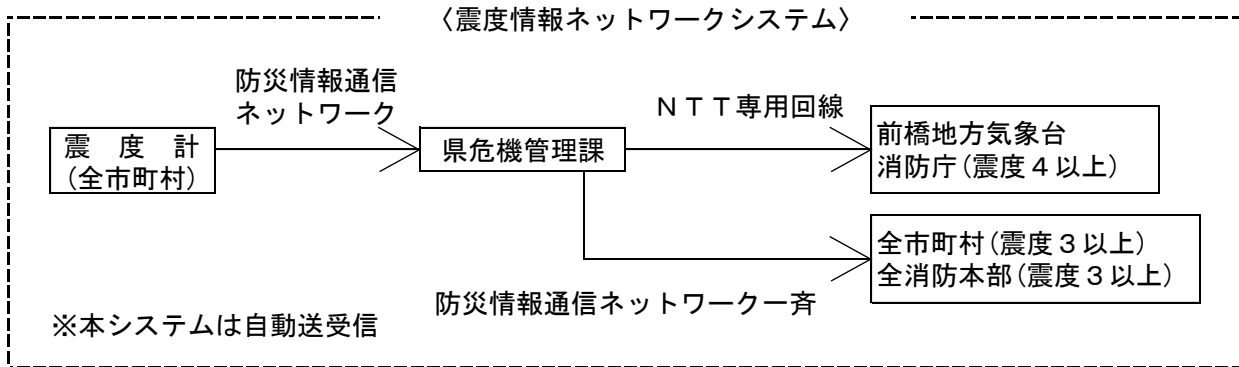 〈震度情報ネットワークシステム〉
防災情報通信
ネットワーク
ＮＴＴ専用回線
震度計
(全市町村)
県危機管理課
前橋地方気象台
消防庁(震度４以上)
全市町村(震度３以上)
全消防本部(震度３以上)
防災情報通信ネットワーク一斉
※本システムは自動送受信